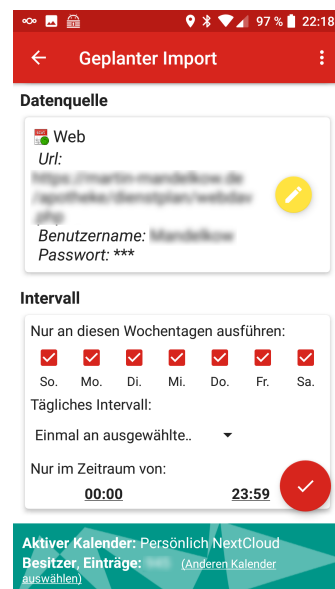 97 % 22:18
Geplanter Import
Datenquelle
Web
Url:
Benutzername:
Passwort: ***
Intervall
Nur an diesen Wochentagen ausführen:
So. Mo. Di. Mi. Do. Fr. Sa.
Tägliches Intervall:
Einmal an ausgewählte..
Nur im Zeitraum von:
00:00 23:59
Aktiver Kalender: Persönlich NextCloud
Besitzer, Einträge: (Anderen Kalender
auswählen)